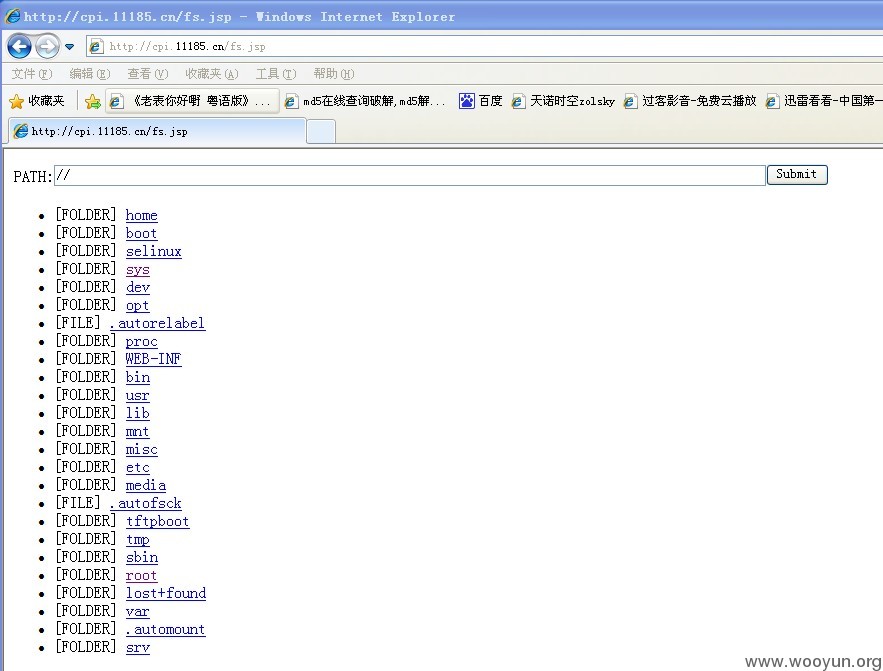 http://cpi.11185.cn/fs.jsp - Windows Internet Explorer
http://cpi.11185.cn/fs.jsp
文件(F) 编辑(E) 查看(V) 收藏夹(A) 工具(T) 帮助(H)
收藏夹 《老表你好嘢 粤语版》... md5在线查询破解,md5解... 百度 天诺时空zolsky 过客影音-免费云播放 迅雷看看-中国第一
http://cpi.11185.cn/fs.jsp
PATH: // Submit
[FOLDER] home
[FOLDER] boot
[FOLDER] selinux
[FOLDER] sys
[FOLDER] dev
[FOLDER] opt
[FILE] .autorelabel
[FOLDER] proc
[FOLDER] WEB-INF
[FOLDER] bin
[FOLDER] usr
[FOLDER] lib
[FOLDER] mnt
[FOLDER] misc
[FOLDER] etc
[FOLDER] media
[FILE] .autofsck
[FOLDER] tftpboot
[FOLDER] tmp
[FOLDER] sbin
[FOLDER] root
[FOLDER] lost+found
[FOLDER] var
[FOLDER] .automount
[FOLDER] srv
www.wooyun.org